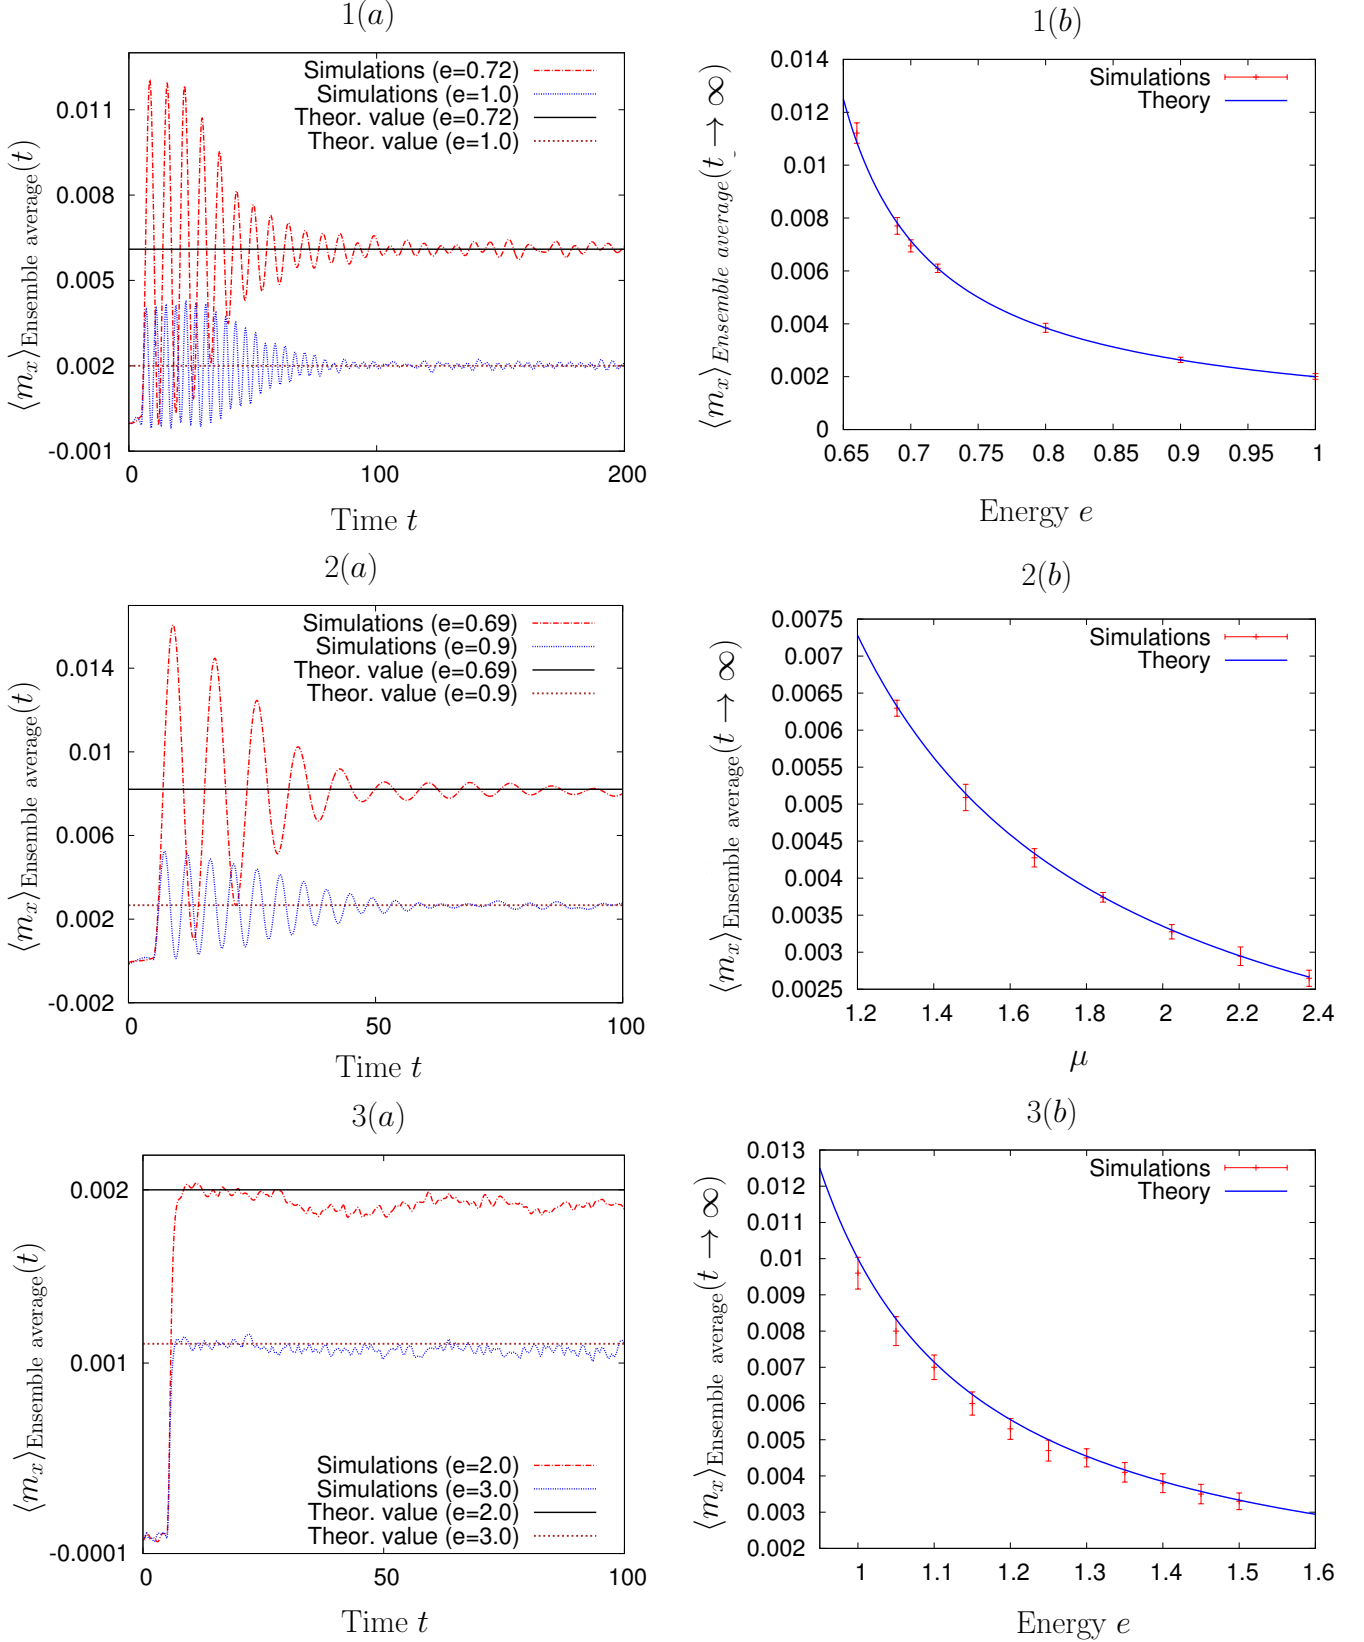 1(a)
⟨m_x⟩Ensemble average(t)
0.011
0.008
0.005
0.002
-0.001
Simulations (e=0.72)
Simulations (e=1.0)
Theor. value (e=0.72)
Theor. value (e=1.0)
0 100 200
Time t
1(b)
⟨m_x⟩Ensemble average(t → ∞)
0.014
0.012
0.01
0.008
0.006
0.004
0.002
0
Simulations
Theory
0.65 0.7 0.75 0.8 0.85 0.9 0.95 1
Energy e
2(a)
⟨m_x⟩Ensemble average(t)
0.014
0.01
0.006
0.002
-0.002
Simulations (e=0.69)
Simulations (e=0.9)
Theor. value (e=0.69)
Theor. value (e=0.9)
0 50 100
Time t
2(b)
⟨m_x⟩Ensemble average(t → ∞)
0.0075
0.007
0.0065
0.006
0.0055
0.005
0.0045
0.004
0.0035
0.003
0.0025
Simulations
Theory
1.2 1.4 1.6 1.8 2 2.2 2.4
μ
3(a)
⟨m_x⟩Ensemble average(t)
0.002
0.001
-0.0001
Simulations (e=2.0)
Simulations (e=3.0)
Theor. value (e=2.0)
Theor. value (e=3.0)
0 50 100
Time t
3(b)
⟨m_x⟩Ensemble average(t → ∞)
0.013
0.012
0.011
0.01
0.009
0.008
0.007
0.006
0.005
0.004
0.003
0.002
Simulations
Theory
1 1.1 1.2 1.3 1.4 1.5 1.6
Energy e